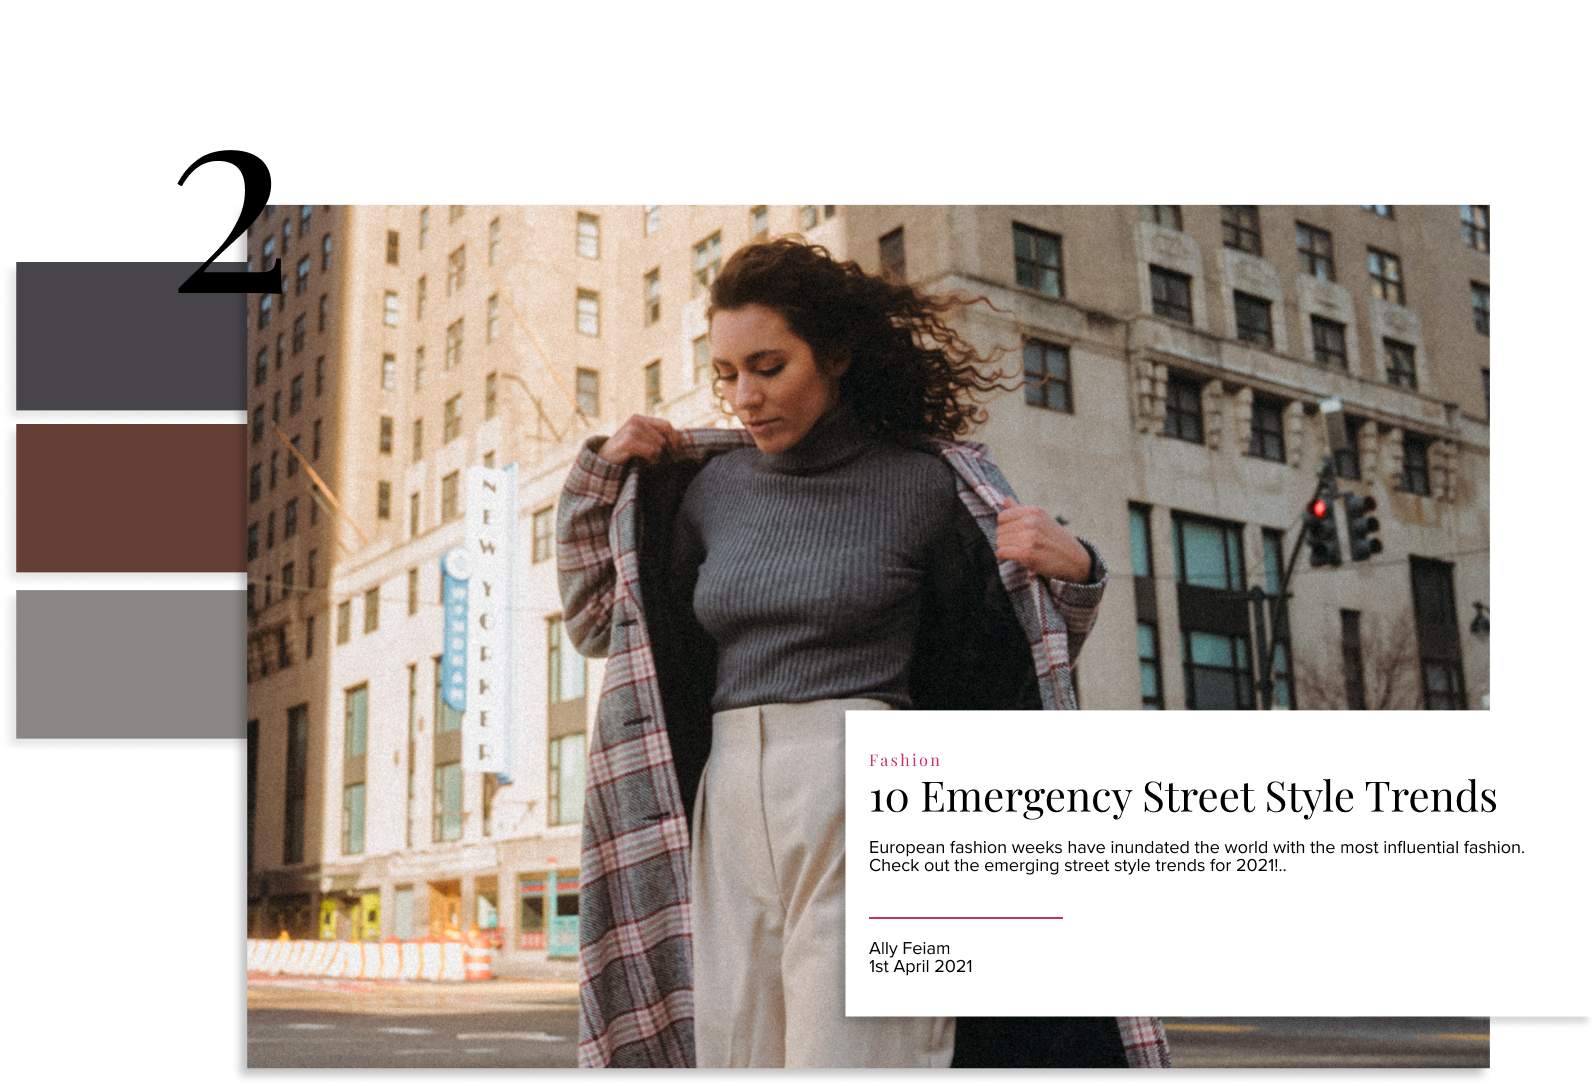 2
NEW YORKER
WYNDHAM
Fashion
10 Emergency Street Style Trends
European fashion weeks have inundated the world with the most influential fashion.
Check out the emerging street style trends for 2021!..
Ally Feiam
1st April 2021